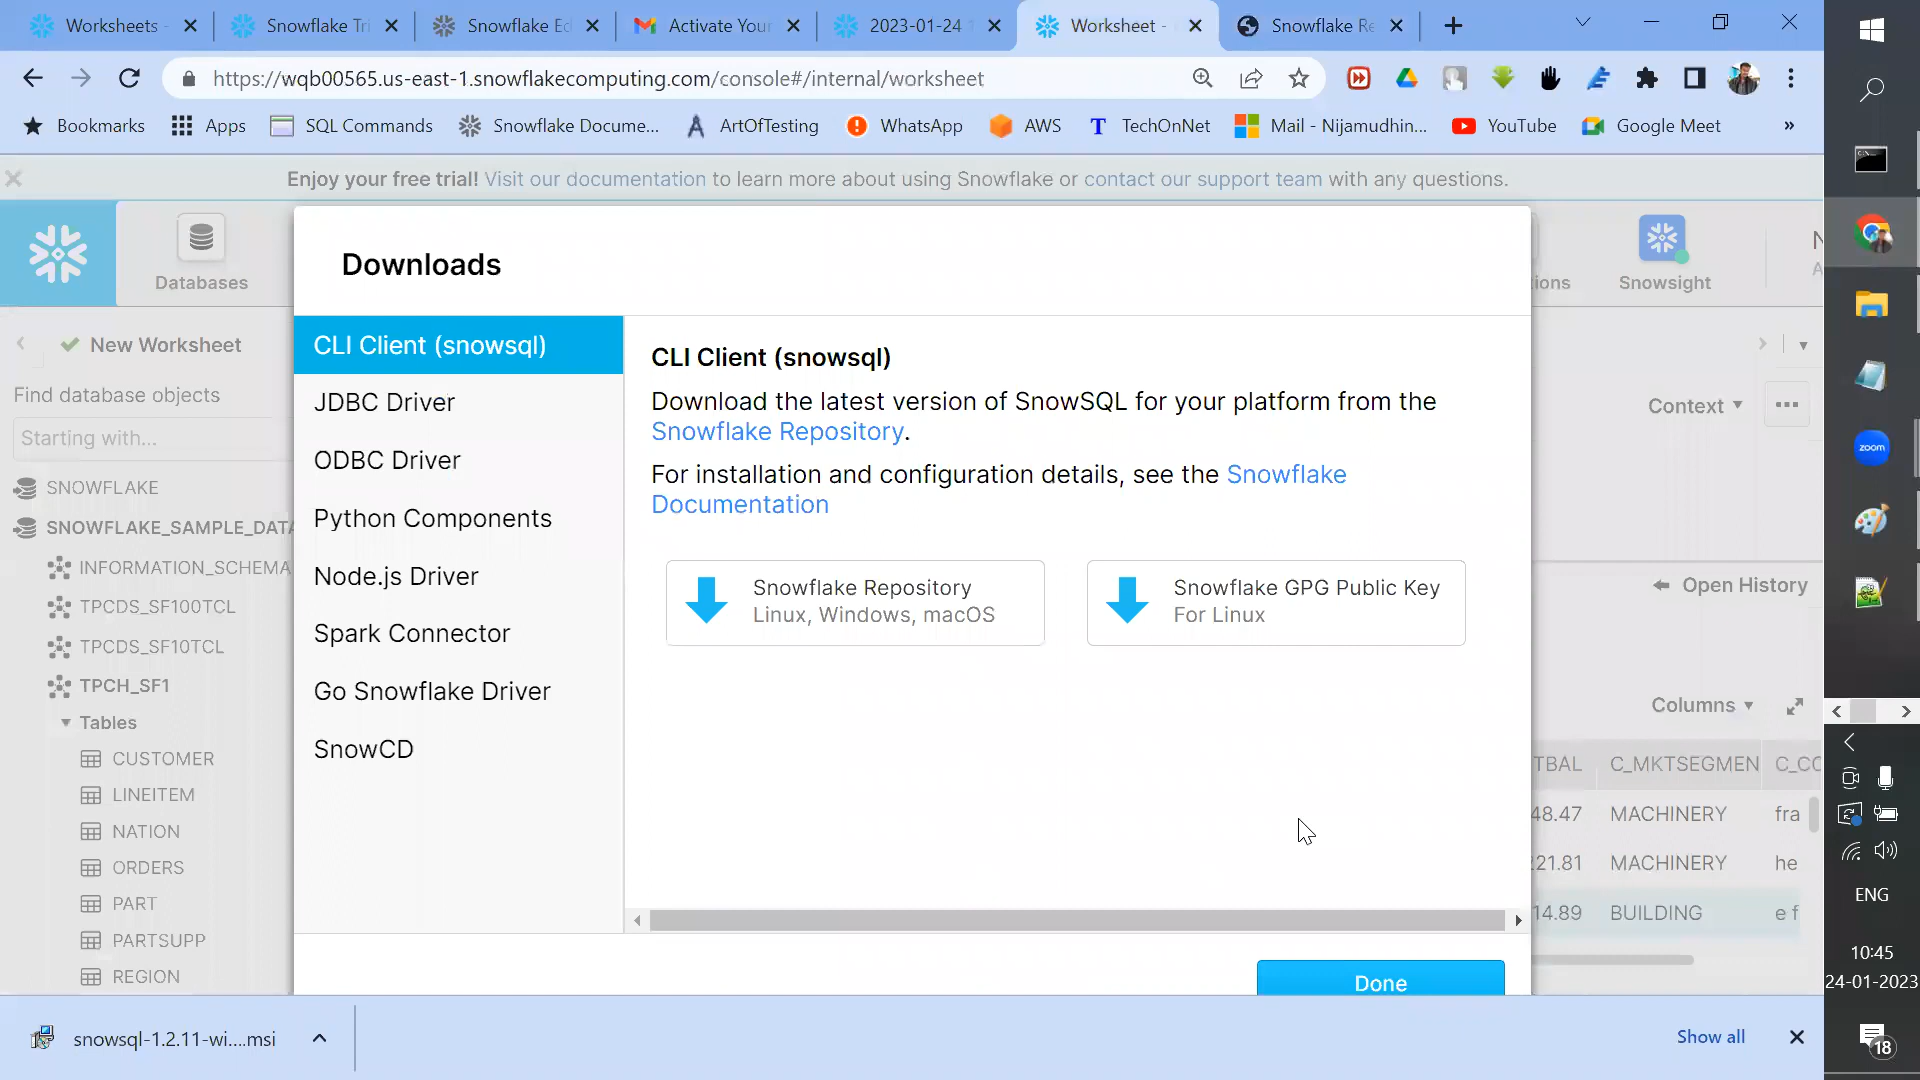 Worksheets -
Snowflake Tri
Snowflake Ed
Activate Your
2023-01-24 1
Worksheet -
Snowflake Re
https://wqb00565.us-east-1.snowflakecomputing.com/console#/internal/worksheet
Bookmarks
Apps
SQL Commands
Snowflake Docume...
ArtOfTesting
WhatsApp
AWS
TechOnNet
Mail - Nijamudhin...
YouTube
Google Meet
»
Enjoy your free trial! Visit our documentation to learn more about using Snowflake or contact our support team with any questions.
Databases
ions
Snowsight
Downloads
New Worksheet
Find database objects
Starting with...
SNOWFLAKE
SNOWFLAKE_SAMPLE_DATA
INFORMATION_SCHEMA
TPCDS_SF100TCL
TPCDS_SF10TCL
TPCH_SF1
Tables
CUSTOMER
LINEITEM
NATION
ORDERS
PART
PARTSUPP
REGION
CLI Client (snowsql)
JDBC Driver
ODBC Driver
Python Components
Node.js Driver
Spark Connector
Go Snowflake Driver
SnowCD
CLI Client (snowsql)
Download the latest version of SnowSQL for your platform from the
Snowflake Repository.
For installation and configuration details, see the Snowflake
Documentation
Snowflake Repository
Linux, Windows, macOS
Snowflake GPG Public Key
For Linux
Done
Context
Open History
Columns
TBAL C_MKTSEGMEN C_CO
48.47 MACHINERY fra
21.81 MACHINERY he
14.89 BUILDING e f
snowsql-1.2.11-wi....msi
Show all
zoom
ENG
10:45
24-01-2023
18